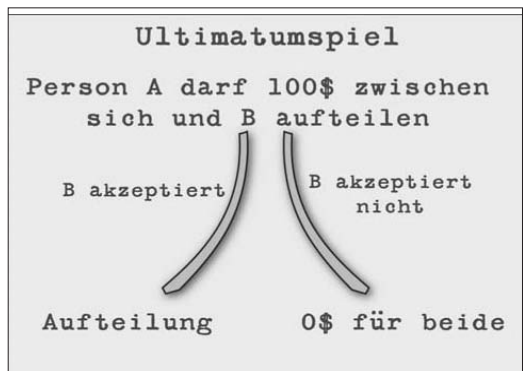 Ultimatumspiel
Person A darf 100$ zwischen
sich und B aufteilen
B akzeptiert
B akzeptiert
nicht
Aufteilung
0$ für beide